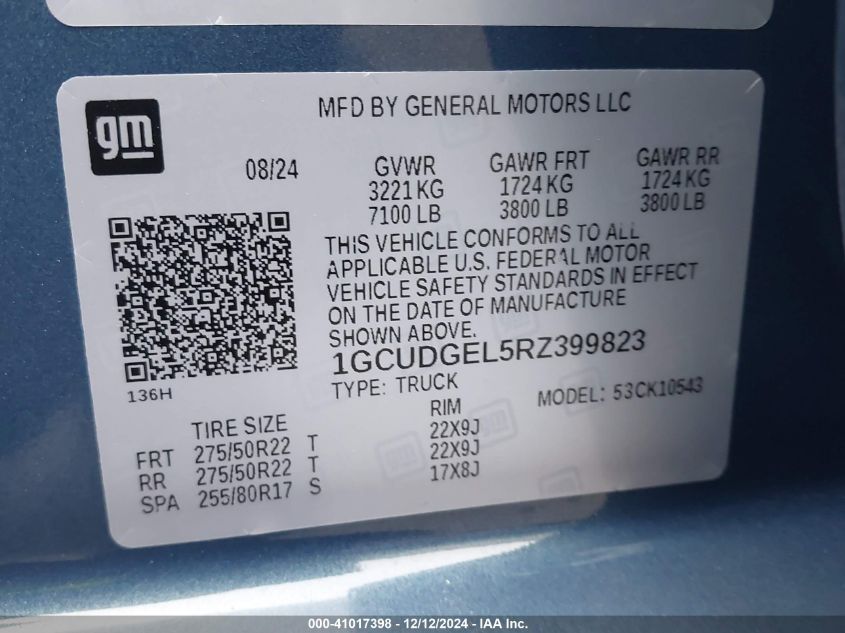 gm
MFD BY GENERAL MOTORS LLC
08/24 GVWR GAWR FRT GAWR RR
3221 KG 1724 KG 1724 KG
7100 LB 3800 LB 3800 LB
THIS VEHICLE CONFORMS TO ALL
APPLICABLE U.S. FEDERAL MOTOR
VEHICLE SAFETY STANDARDS IN EFFECT
ON THE DATE OF MANUFACTURE
SHOWN ABOVE.
1GCUDGEL5RZ399823
136H
TYPE: TRUCK MODEL: 53CK10543
TIRE SIZE RIM
FRT 275/50R22 T 22X9J
RR 275/50R22 T 22X9J
SPA 255/80R17 S 17X8J
000-41017398 - 12/12/2024 - IAA Inc.